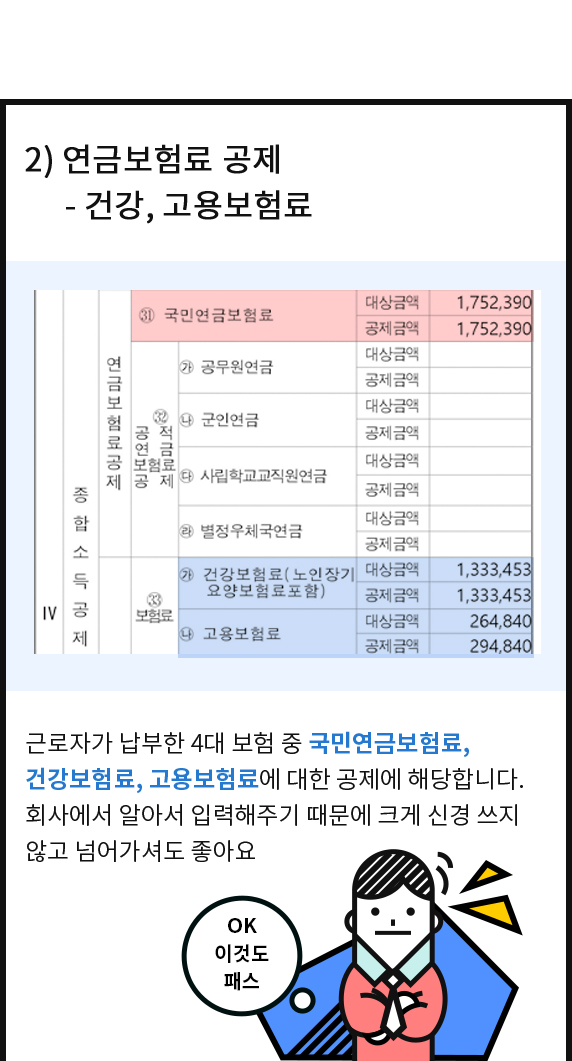 2) 연금보험료 공제
- 건강, 고용보험료
㉛ 국민연금보험료
대상금액 1,752,390
공제금액 1,752,390
연금보험료공제
㉜ 공적연금보험료공제
㉮ 공무원연금
대상금액
공제금액
㉯ 군인연금
대상금액
공제금액
㉰ 사립학교교직원연금
대상금액
공제금액
㉱ 별정우체국연금
대상금액
공제금액
Ⅳ 종합소득공제
㉝ 보험료
㉮ 건강보험료(노인장기
요양보험료포함)
대상금액 1,333,453
공제금액 1,333,453
㉯ 고용보험료
대상금액 264,840
공제금액 294,840
근로자가 납부한 4대 보험 중 국민연금보험료,
건강보험료, 고용보험료에 대한 공제에 해당합니다.
회사에서 알아서 입력해주기 때문에 크게 신경 쓰지
않고 넘어가셔도 좋아요
OK
이것도
패스